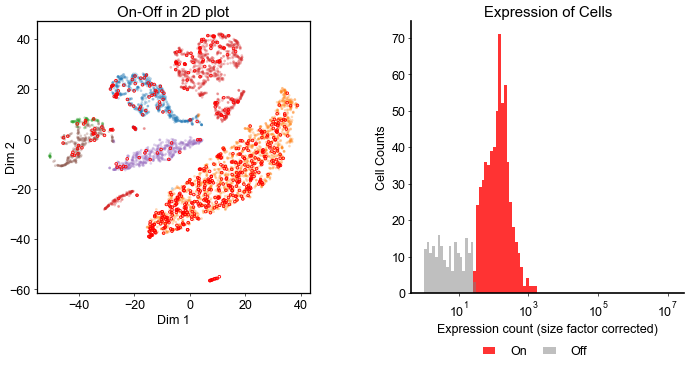 On-Off in 2D plot
Expression of Cells
40
20
0
−20
−40
−60
Dim 2
−40
−20
0
20
40
Dim 1
70
60
50
40
30
20
10
0
Cell Counts
10^1
10^3
10^5
10^7
Expression count (size factor corrected)
On
Off